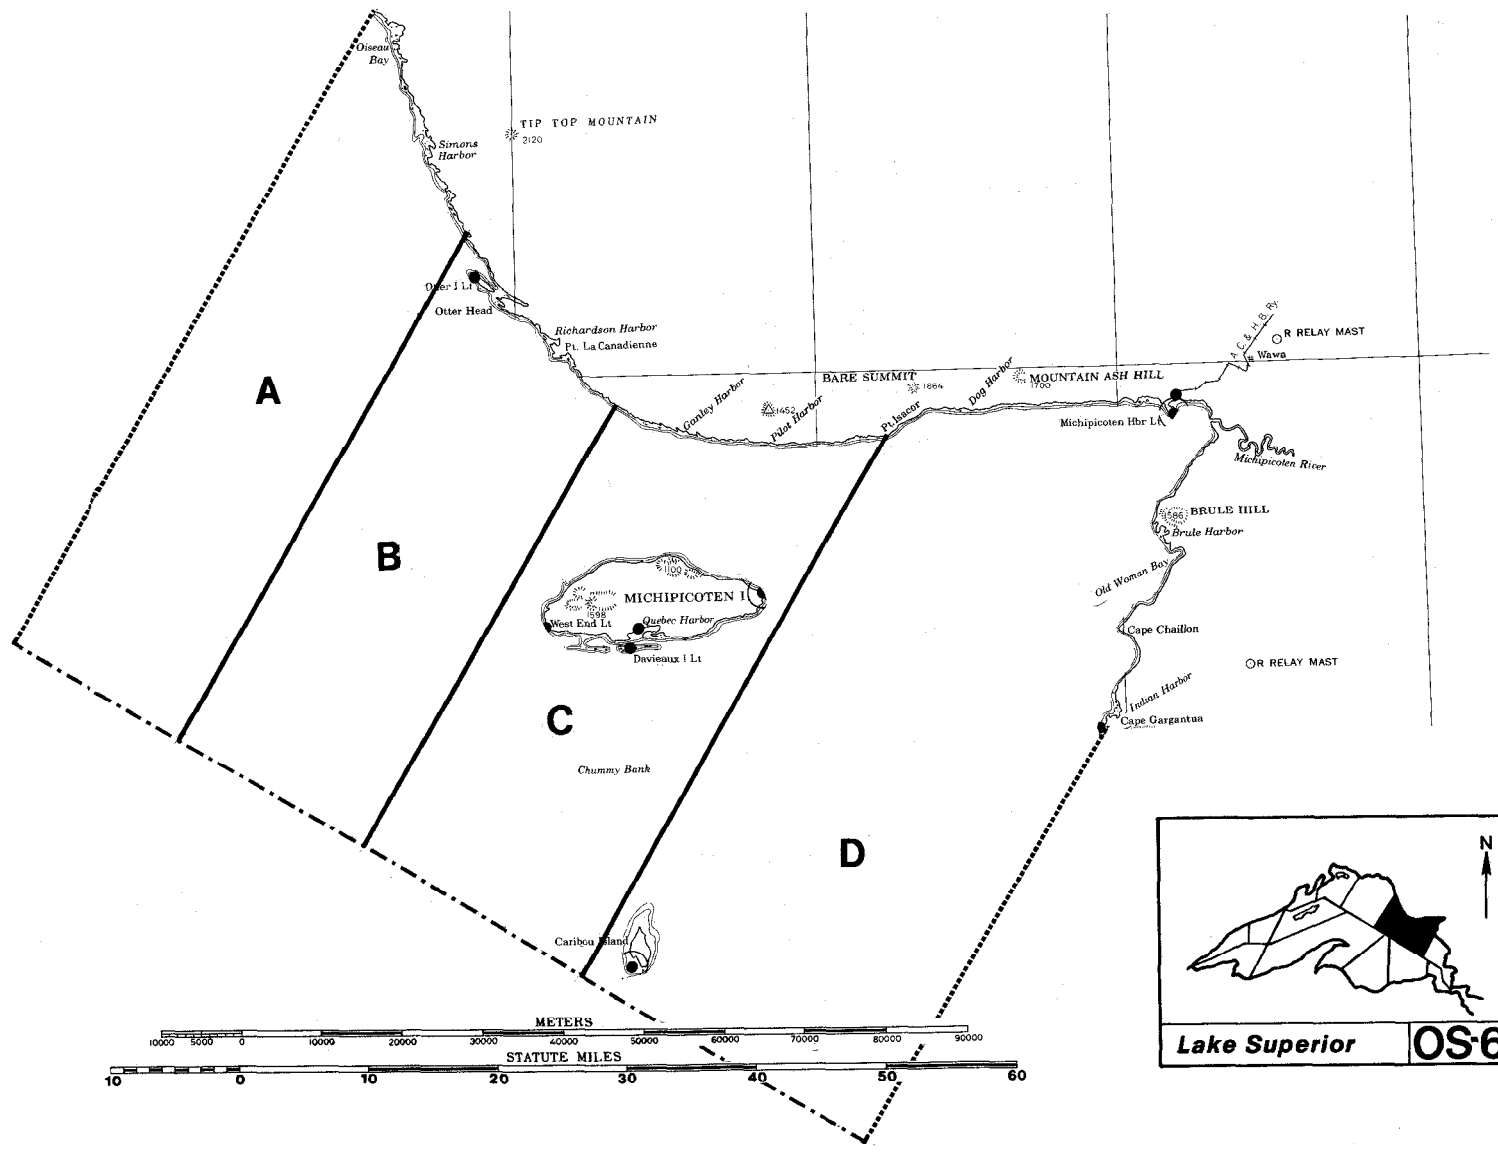 Oiseau
Bay
TIP TOP MOUNTAIN
2120
Simons
Harbor
Otter I Lt
Otter Head
Richardson Harbor
Pt. La Canadienne
A.C. & H.B. Ry.
R RELAY MAST
Wawa
A
Ganley Harbor
1452
Pilot Harbor
BARE SUMMIT
1864
Pt. Isacor
Dog Harbor
MOUNTAIN ASH HILL
1700
Michipicoten Hbr Lt
Michipicoten River
B
1586
BRULE HILL
Brule Harbor
Old Woman Bay
1100
MICHIPICOTEN I
1598
West End Lt
Quebec Harbor
Davieaux I Lt
Cape Chaillon
R RELAY MAST
Indian Harbor
Cape Gargantua
C
Chummy Bank
D
Caribou Island
N
METERS
10000 5000 0 10000 20000 30000 40000 50000 60000 70000 80000 90000
STATUTE MILES
10 0 10 20 30 40 50 60
Lake Superior
OS-6